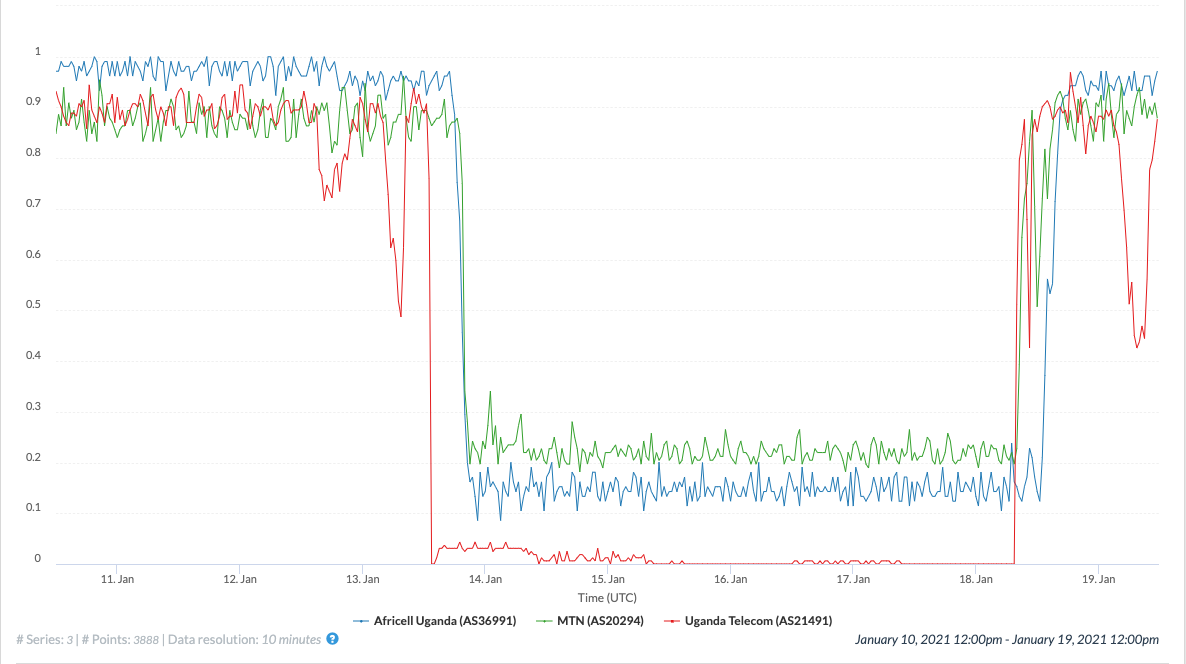 1
0.9
0.8
0.7
0.6
0.5
0.4
0.3
0.2
0.1
0
11. Jan 12. Jan 13. Jan 14. Jan 15. Jan 16. Jan 17. Jan 18. Jan 19. Jan
Time (UTC)
Africell Uganda (AS36991) MTN (AS20294) Uganda Telecom (AS21491)
# Series: 3 | # Points: 3888 | Data resolution: 10 minutes ? January 10, 2021 12:00pm - January 19, 2021 12:00pm